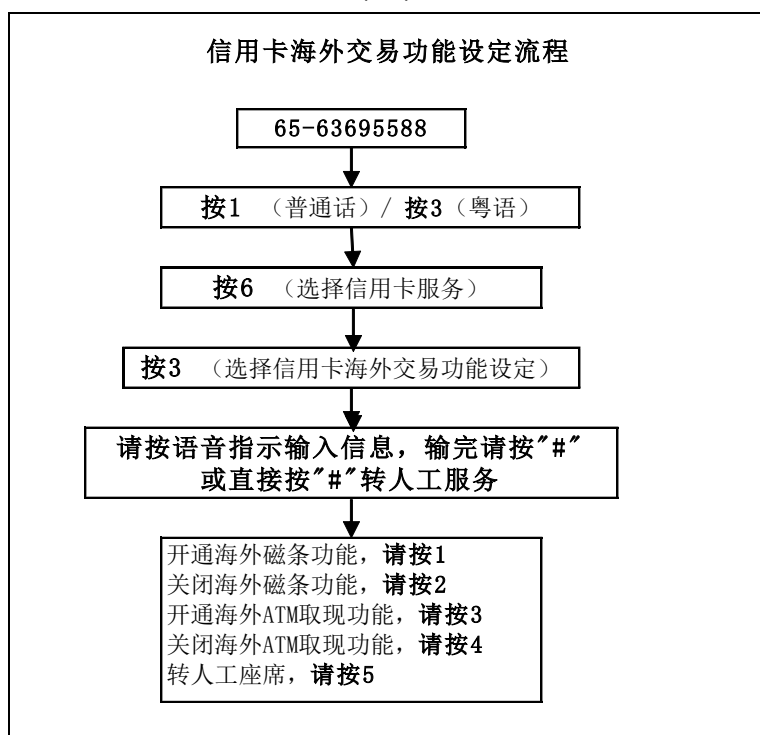 信用卡海外交易功能设定流程
65-63695588
按1 （普通话）/ 按3（粤语）
按6 （选择信用卡服务）
按3 （选择信用卡海外交易功能设定）
请按语音指示输入信息，输完请按"#"
或直接按"#"转人工服务
开通海外磁条功能，请按1
关闭海外磁条功能，请按2
开通海外ATM取现功能，请按3
关闭海外ATM取现功能，请按4
转人工座席，请按5